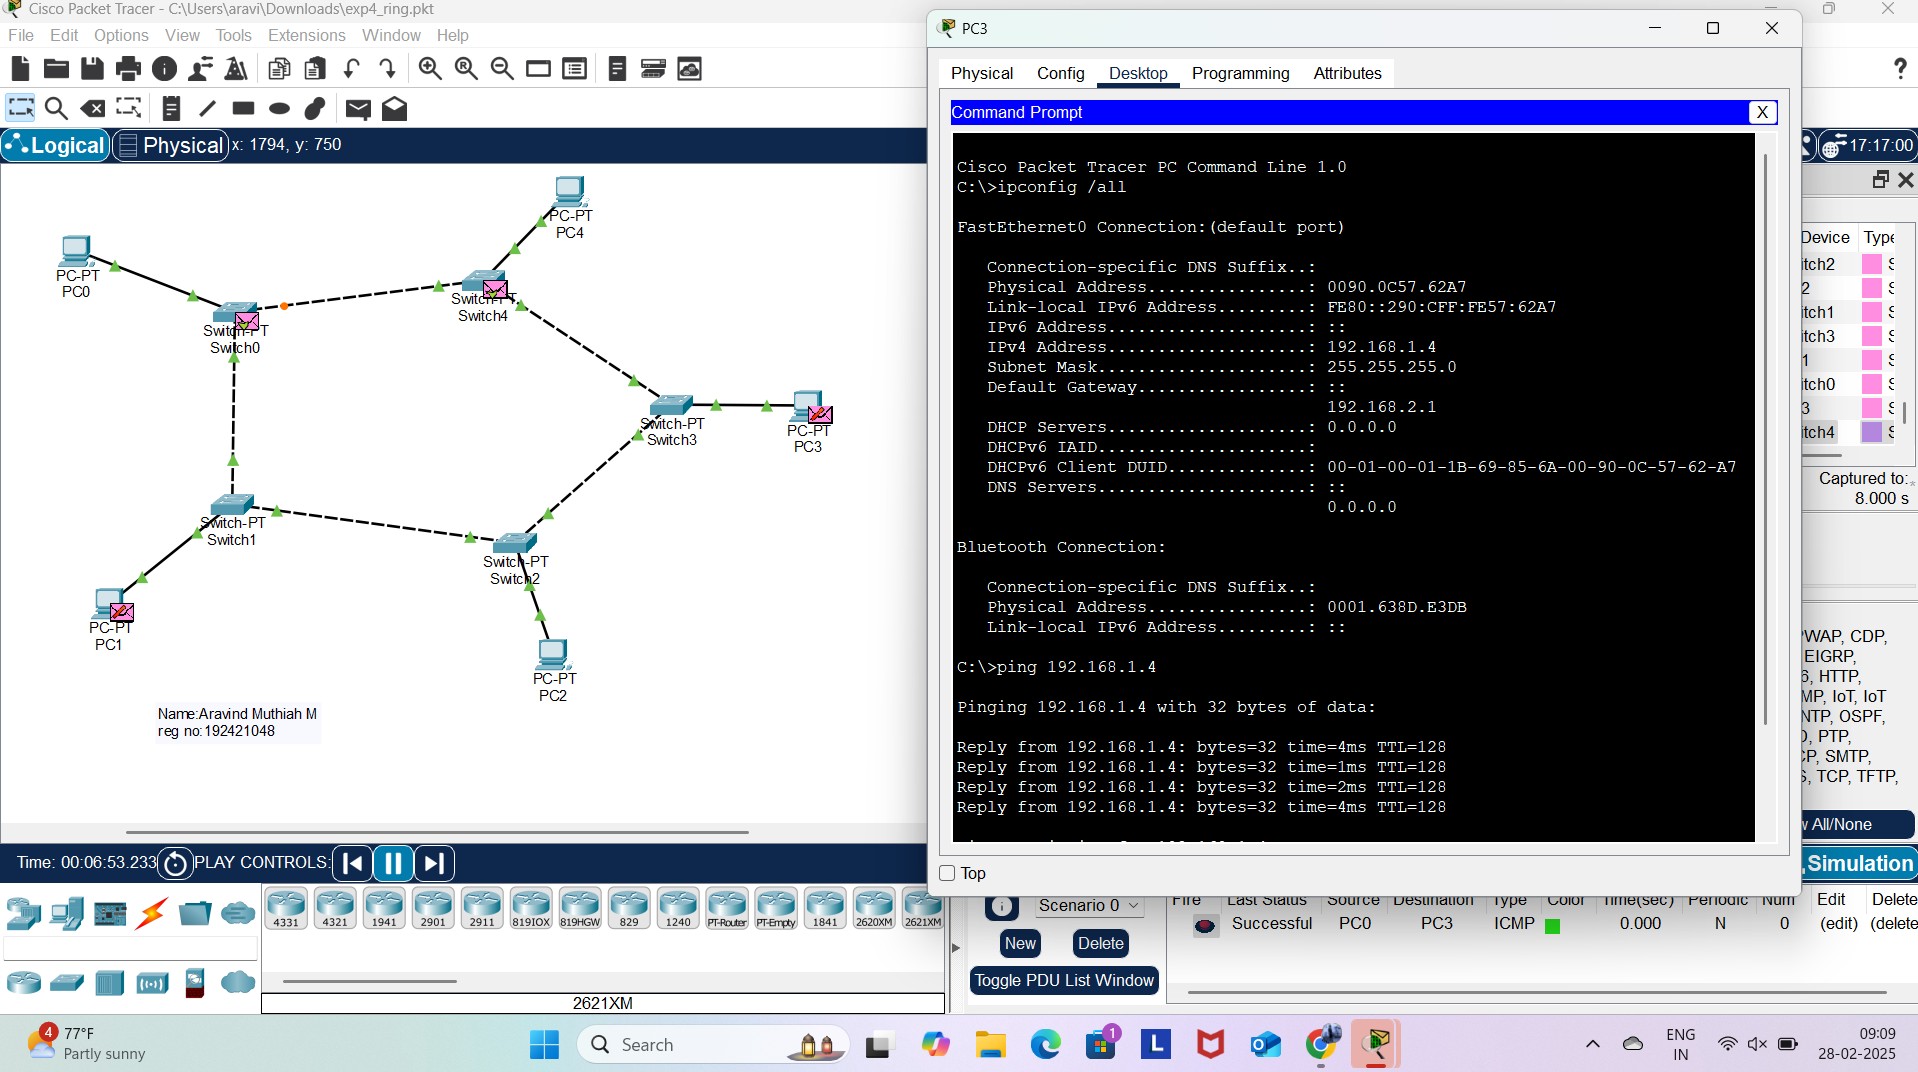 Cisco Packet Tracer - C:\Users\aravi\Downloads\exp4_ring.pkt
File Edit Options View Tools Extensions Window Help
Logical Physical x: 1794, y: 750
17:17:00
PC-PT
PC4
PC-PT
PC0
Switch4
Switch-PT
Switch0
Switch-PT
Switch3
PC-PT
PC3
Switch-PT
Switch1
Switch-PT
Switch2
PC-PT
PC1
PC-PT
PC2
Name:Aravind Muthiah M
reg no:192421048
PC3
Physical Config Desktop Programming Attributes
Command Prompt X
Cisco Packet Tracer PC Command Line 1.0
C:\>ipconfig /all
FastEthernet0 Connection:(default port)
Connection-specific DNS Suffix..:
Physical Address................: 0090.0C57.62A7
Link-local IPv6 Address.........: FE80::290:CFF:FE57:62A7
IPv6 Address....................: ::
IPv4 Address....................: 192.168.1.4
Subnet Mask.....................: 255.255.255.0
Default Gateway.................: ::
192.168.2.1
DHCP Servers....................: 0.0.0.0
DHCPv6 IAID.....................:
DHCPv6 Client DUID..............: 00-01-00-01-1B-69-85-6A-00-90-0C-57-62-A7
DNS Servers.....................: ::
0.0.0.0
Bluetooth Connection:
Connection-specific DNS Suffix..:
Physical Address................: 0001.638D.E3DB
Link-local IPv6 Address.........: ::
C:\>ping 192.168.1.4
Pinging 192.168.1.4 with 32 bytes of data:
Reply from 192.168.1.4: bytes=32 time=4ms TTL=128
Reply from 192.168.1.4: bytes=32 time=1ms TTL=128
Reply from 192.168.1.4: bytes=32 time=2ms TTL=128
Reply from 192.168.1.4: bytes=32 time=4ms TTL=128
Top
Device Type
itch2
2
itch1
itch3
1
itch0
3
itch4
Captured to:
8.000 s
WAP, CDP,
EIGRP,
6, HTTP,
MP, IoT, IoT
NTP, OSPF,
PTP,
CP, SMTP,
TCP, TFTP,
All/None
Simulation
Time: 00:06:53.233 PLAY CONTROLS:
4331 4321 1941 2901 2911 819IOX 819HGW 829 1240 PT-Router PT-Empty 1841 2620XM 2621XM
2621XM
Scenario 0
New Delete
Toggle PDU List Window
Fire Last Status Source Destination Type Color Time(sec) Periodic Num Edit Delete
Successful PC0 PC3 ICMP 0.000 N 0 (edit) (delete
4
77°F
Partly sunny
Search
1
ENG
IN
09:09
28-02-2025